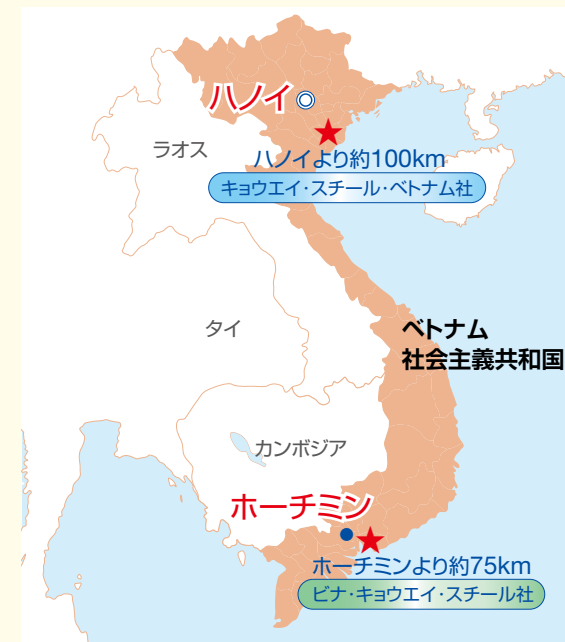 ハノイ
ラオス
ハノイより約100km
キョウエイ・スチール・ベトナム社
タイ
ベトナム
社会主義共和国
カンボジア
ホーチミン
ホーチミンより約75km
ビナ・キョウエイ・スチール社